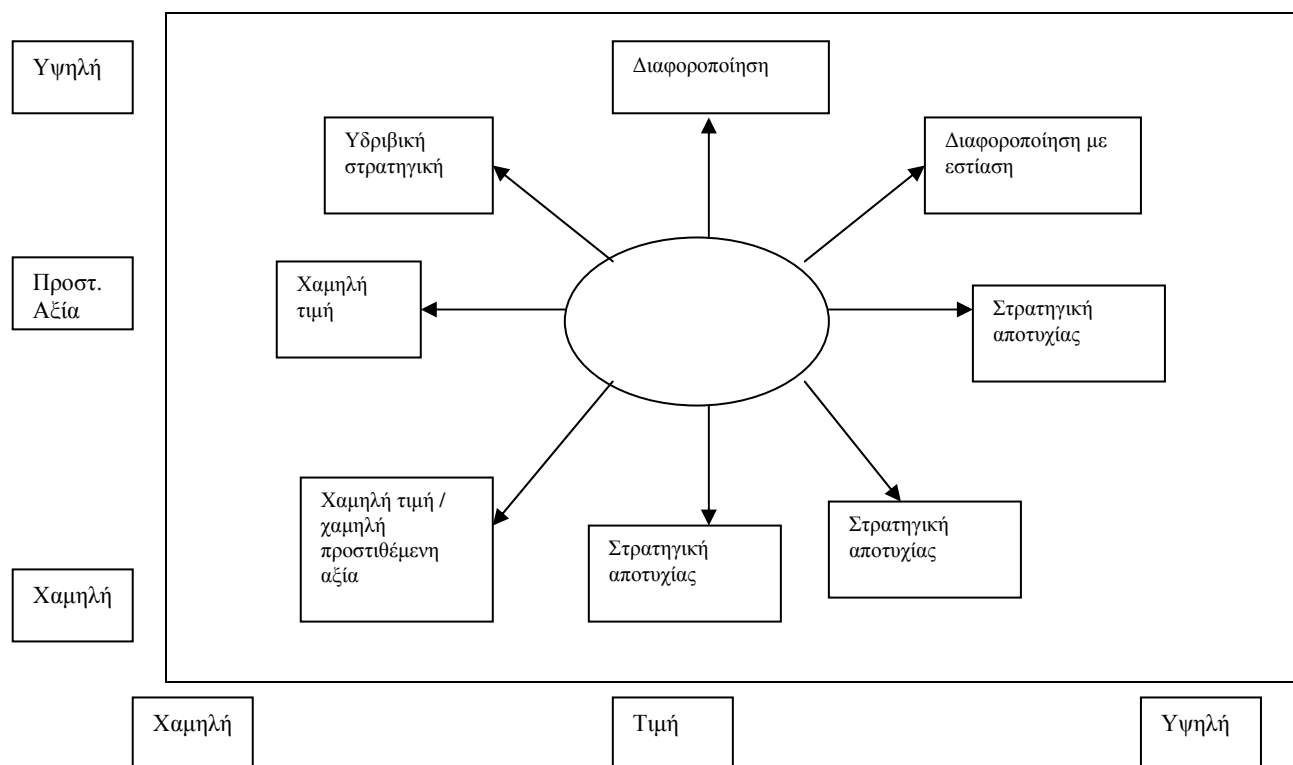 Υψηλή
Διαφοροποίηση
Υδριβική
στρατηγική
Διαφοροποίηση με
εστίαση
Προστ.
Αξία
Χαμηλή
τιμή
Στρατηγική
αποτυχίας
Χαμηλή τιμή /
χαμηλή
προστιθέμενη
αξία
Στρατηγική
αποτυχίας
Στρατηγική
αποτυχίας
Χαμηλή
Χαμηλή
Τιμή
Υψηλή